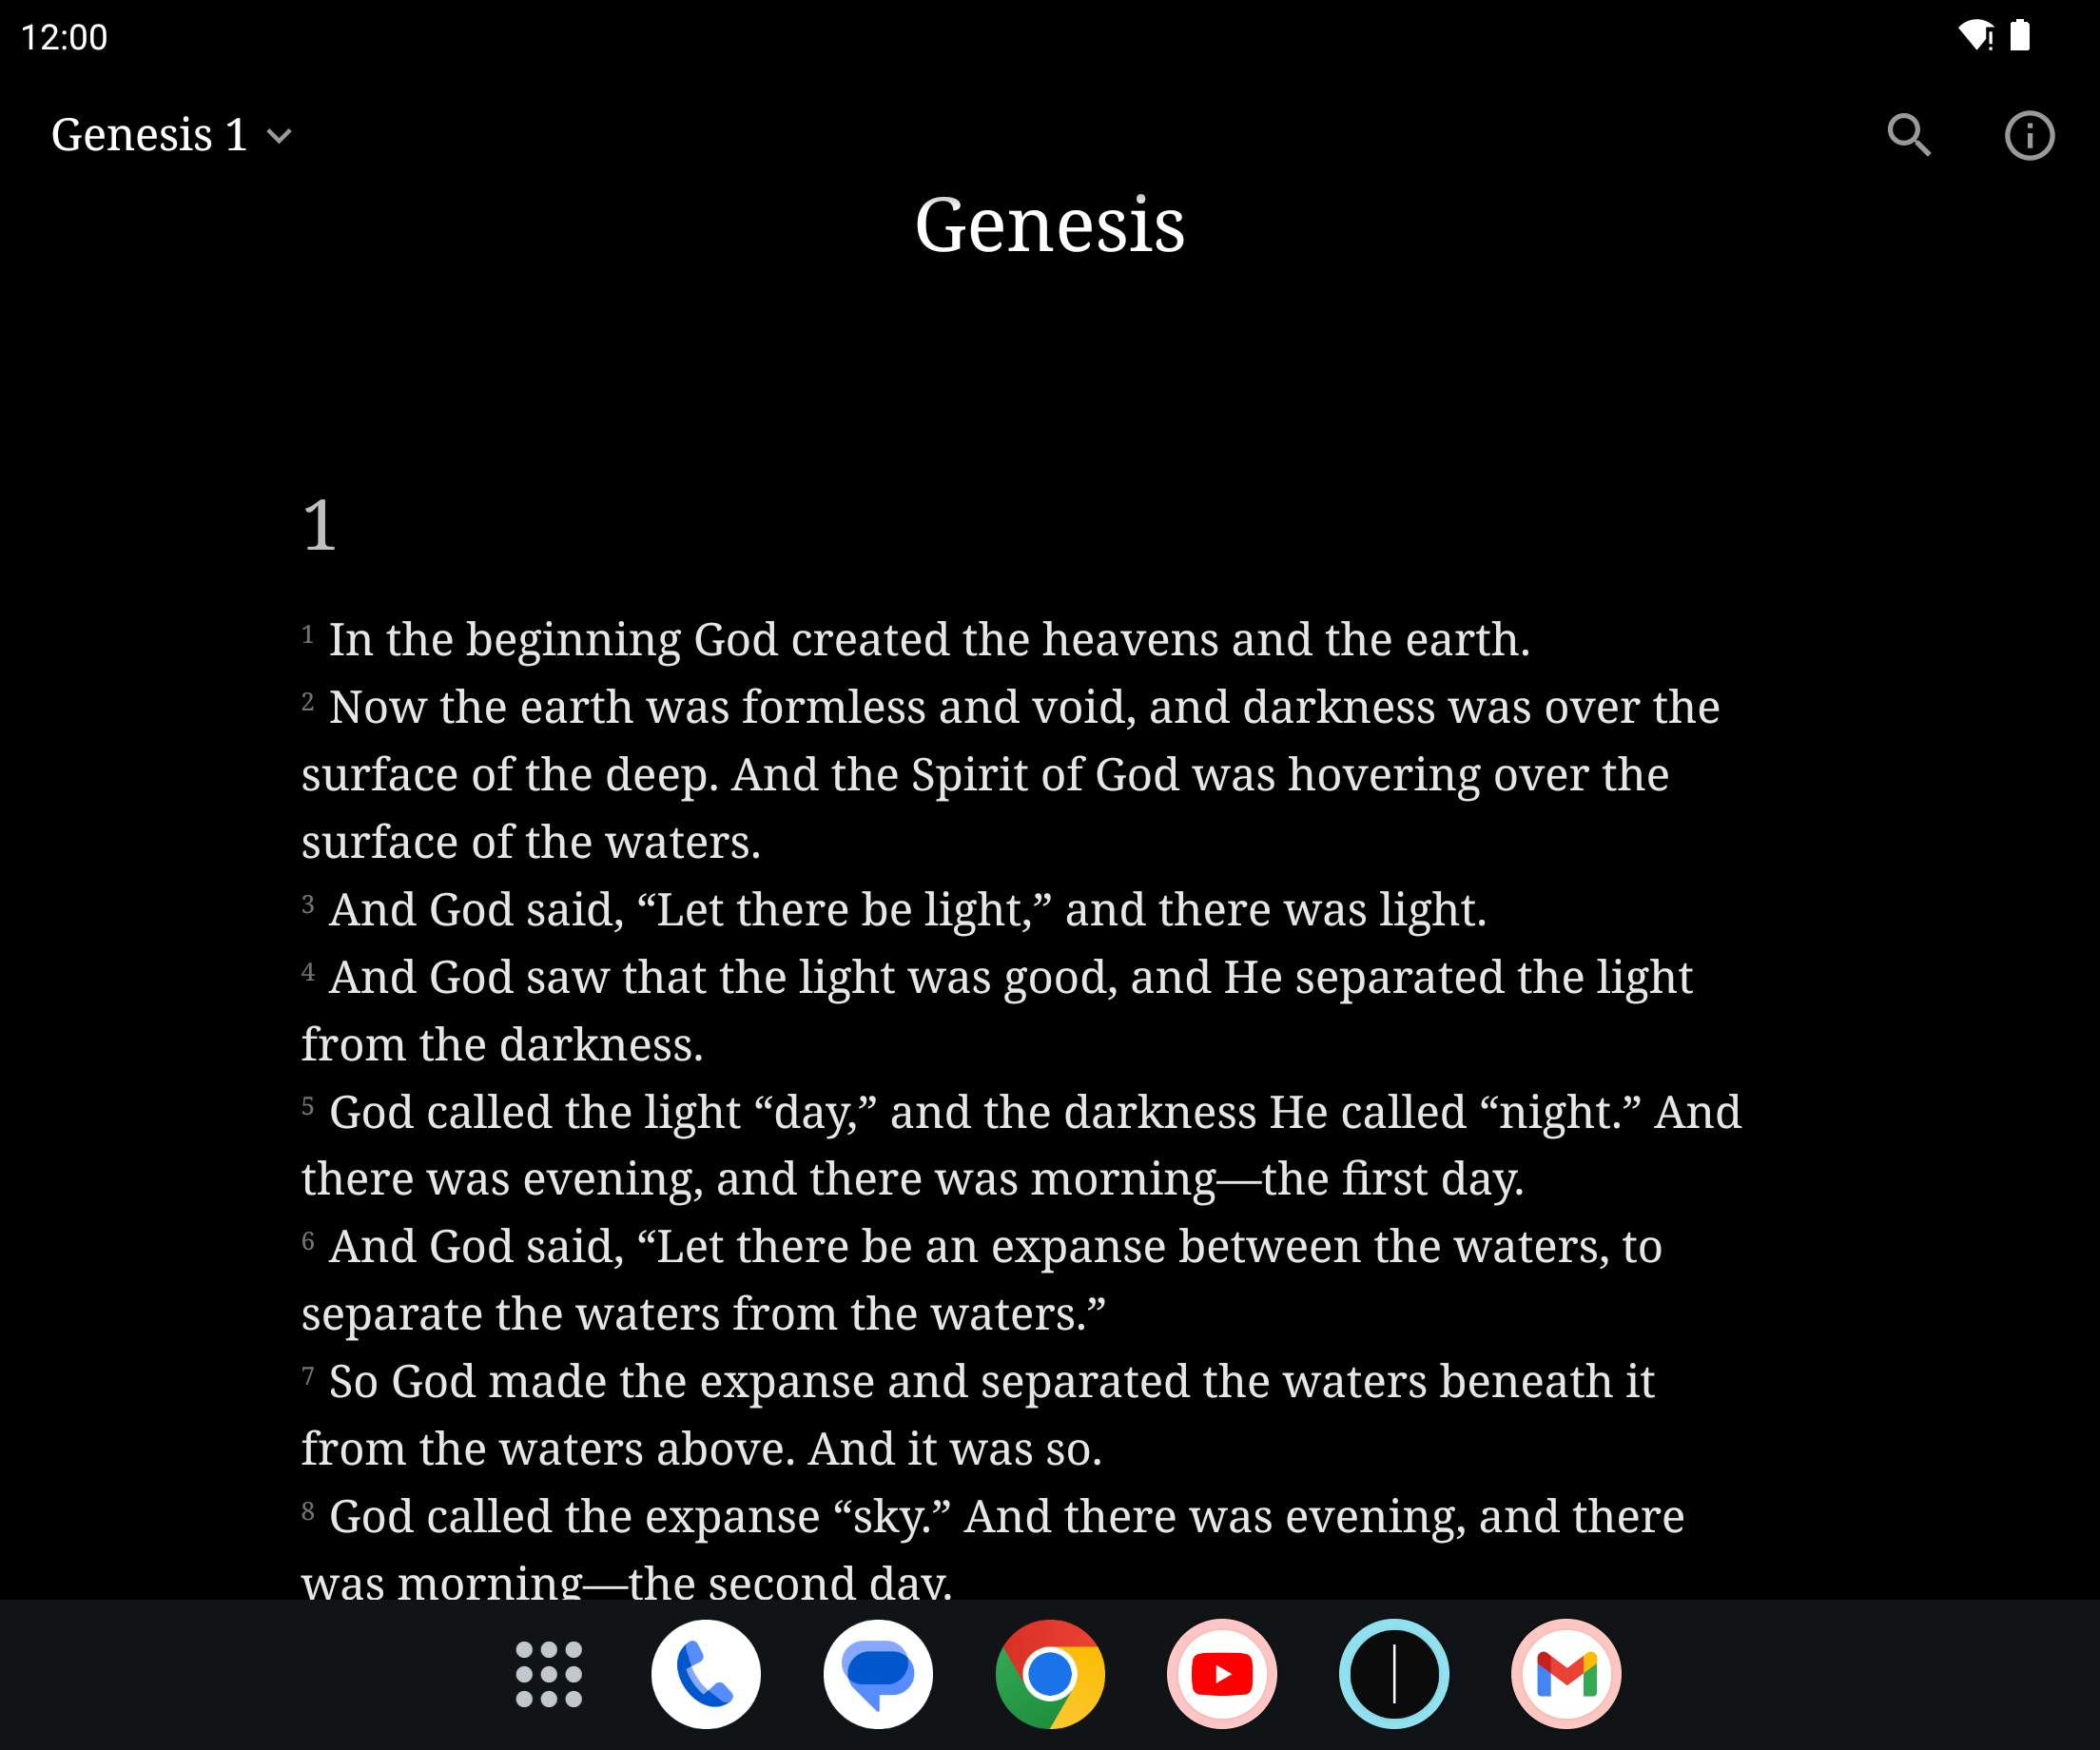 12:00
Genesis 1
Genesis
1
1 In the beginning God created the heavens and the earth.
2 Now the earth was formless and void, and darkness was over the
surface of the deep. And the Spirit of God was hovering over the
surface of the waters.
3 And God said, “Let there be light,” and there was light.
4 And God saw that the light was good, and He separated the light
from the darkness.
5 God called the light “day,” and the darkness He called “night.” And
there was evening, and there was morning—the first day.
6 And God said, “Let there be an expanse between the waters, to
separate the waters from the waters.”
7 So God made the expanse and separated the waters beneath it
from the waters above. And it was so.
8 God called the expanse “sky.” And there was evening, and there
was morning—the second day.